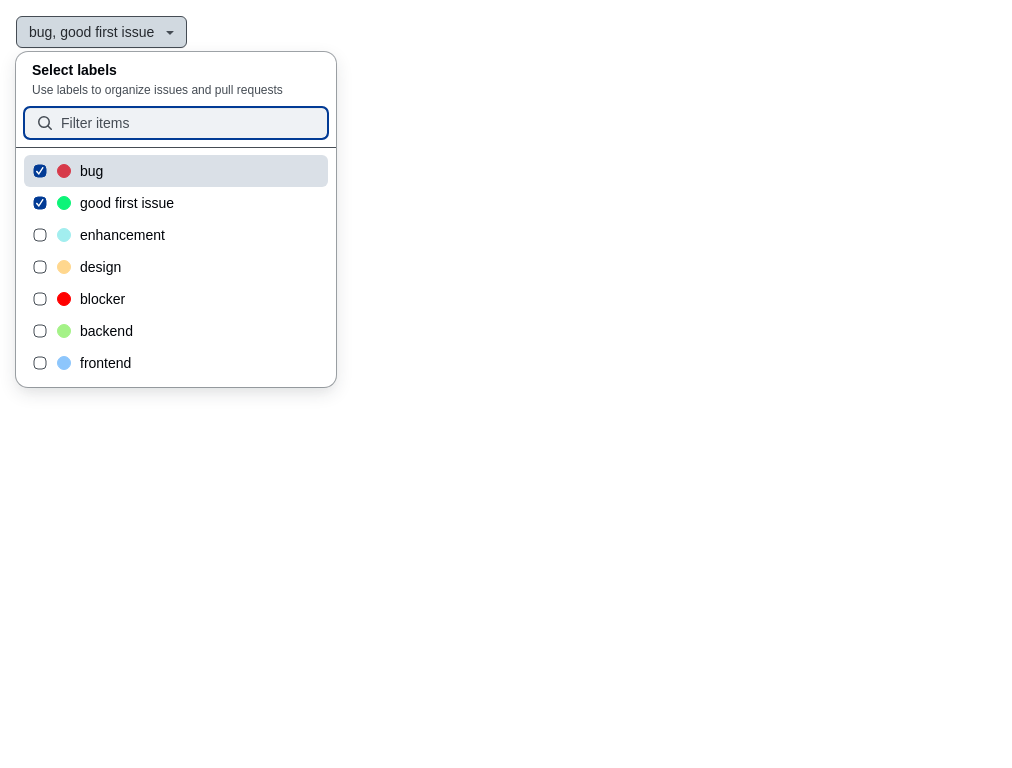 bug, good first issue
Select labels
Use labels to organize issues and pull requests
Filter items
bug
good first issue
enhancement
design
blocker
backend
frontend